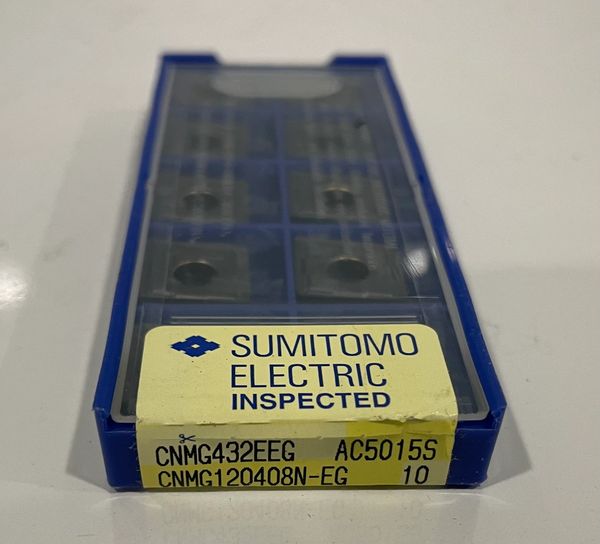 SUMITOMO
ELECTRIC
INSPECTED
CNMG432EEG AC5015S
CNMG120408N-EG 10